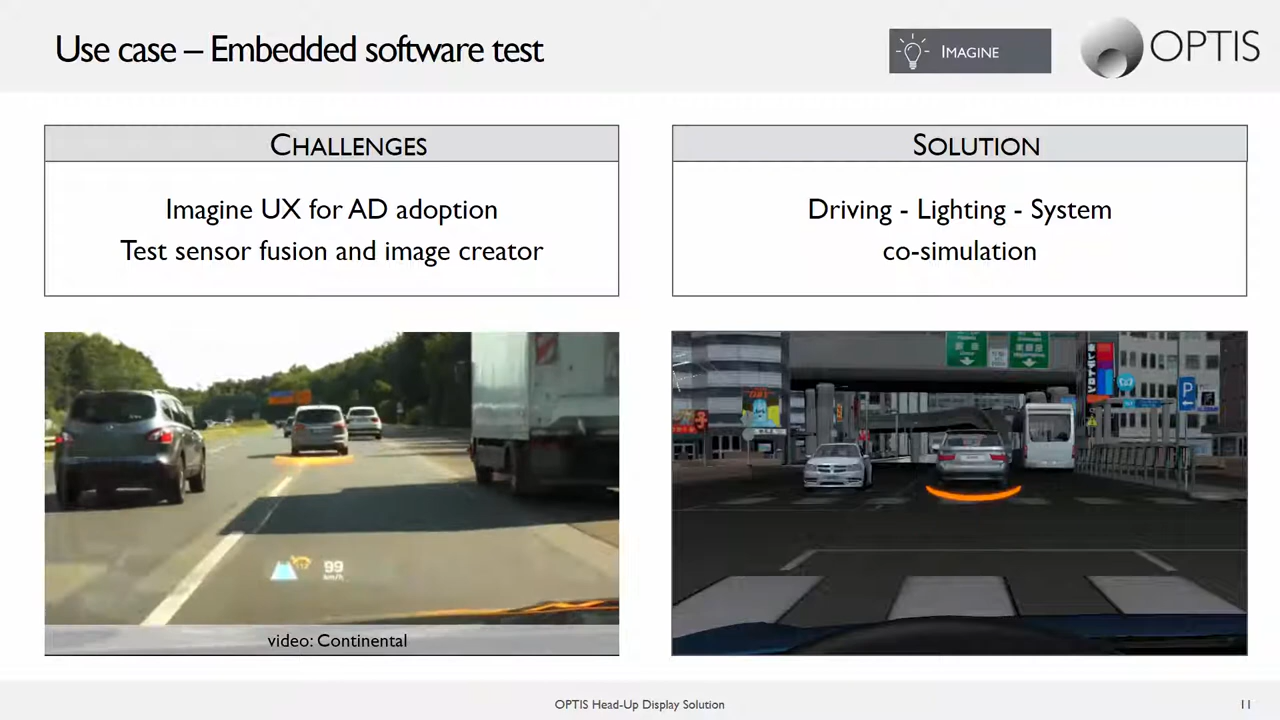 Use case – Embedded software test
IMAGINE
OPTIS
CHALLENGES
Imagine UX for AD adoption
Test sensor fusion and image creator
SOLUTION
Driving - Lighting - System
co-simulation
99
km/h
video: Continental
P
OPTIS Head-Up Display Solution
11